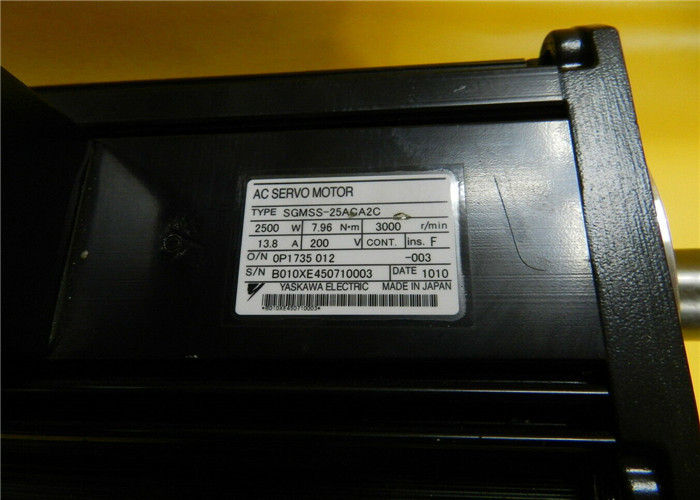 AC SERVO MOTOR
TYPE SGMSS-25ACA2C
2500 W 7.96 N·m 3000 r/min
13.8 A 200 V CONT. ins. F
O/N 0P1735 012 -003
S/N B010XE450710003 DATE 1010
YASKAWA ELECTRIC MADE IN JAPAN
*B010XE450710003*